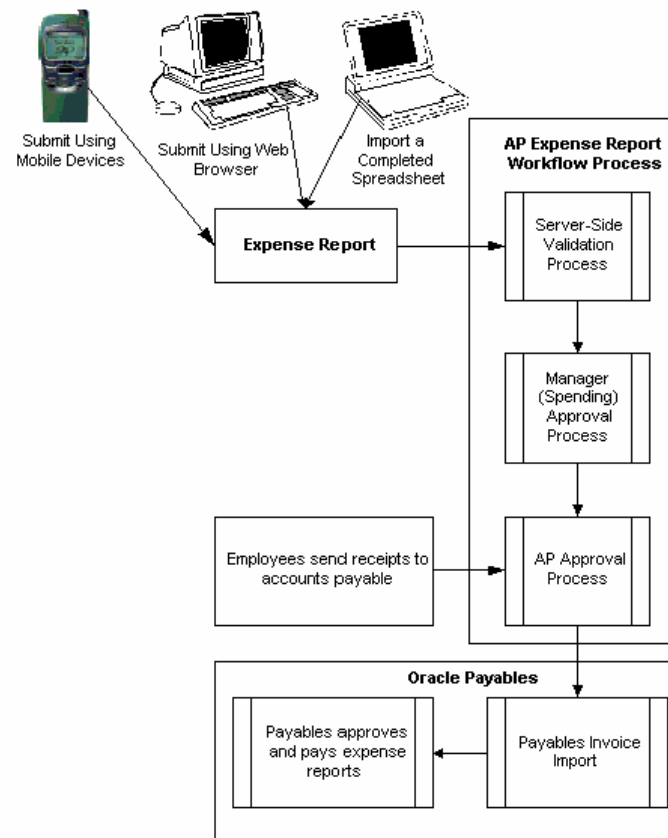 Submit Using
Mobile Devices
Submit Using Web
Browser
Import a
Completed
Spreadsheet
AP Expense Report
Workflow Process
Expense Report
Server-Side
Validation
Process
Manager
(Spending)
Approval
Process
Employees send receipts to
accounts payable
AP Approval
Process
Oracle Payables
Payables approves
and pays expense
reports
Payables Invoice
Import